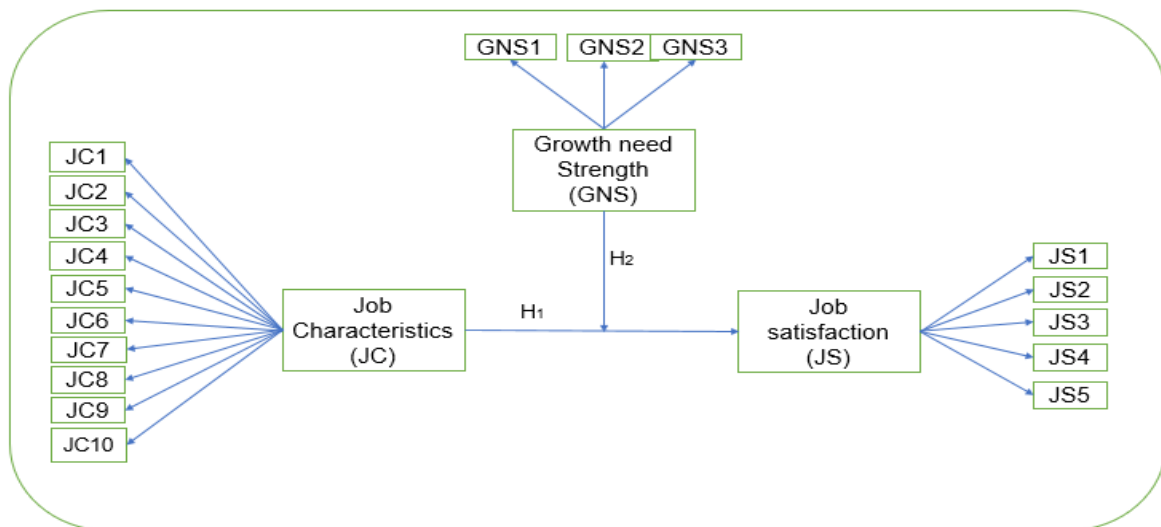 GNS1 GNS2 GNS3
Growth need
Strength
(GNS)
JC1
JC2
JC3
JC4
JC5
JC6
JC7
JC8
JC9
JC10
Job
Characteristics
(JC)
H1
H2
Job
satisfaction
(JS)
JS1
JS2
JS3
JS4
JS5